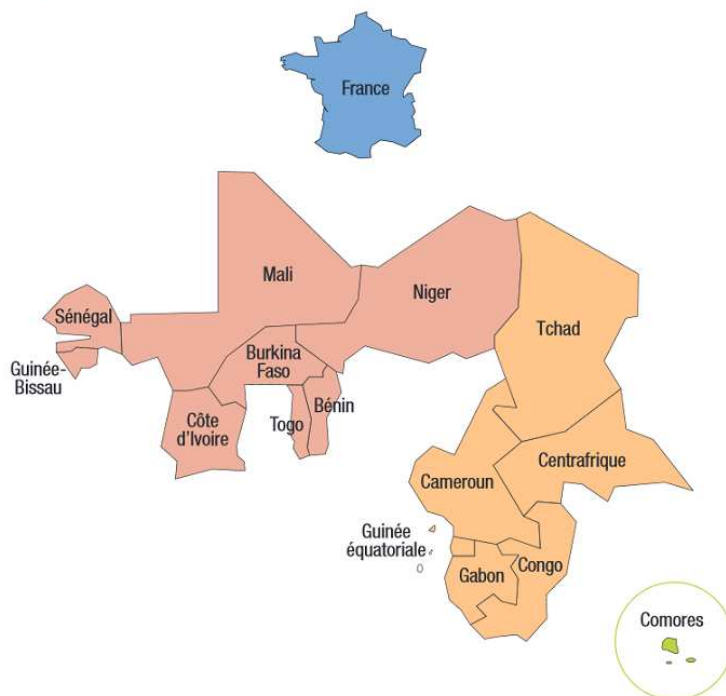 France
Mali
Niger
Sénégal
Tchad
Guinée-
Bissau
Burkina
Faso
Bénin
Côte
d'Ivoire
Togo
Cameroun
Centrafrique
Guinée
équatoriale
Gabon
Congo
Comores